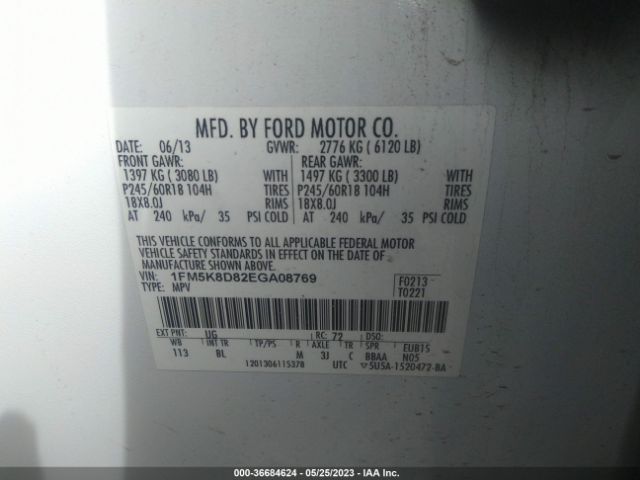 MFD. BY FORD MOTOR CO.
DATE: 06/13 GVWR: 2776 KG ( 6120 LB)
FRONT GAWR: REAR GAWR:
1397 KG ( 3080 LB) WITH 1497 KG ( 3300 LB) WITH
P245/60R18 104H TIRES P245/60R18 104H TIRES
18X8.0J RIMS 18X8.0J RIMS
AT 240 kPa/ 35 PSI COLD AT 240 kPa/ 35 PSI COLD
THIS VEHICLE CONFORMS TO ALL APPLICABLE FEDERAL MOTOR
VEHICLE SAFETY STANDARDS IN EFFECT ON THE DATE OF
MANUFACTURE SHOWN ABOVE.
VIN: 1FM5K8D82EGA08769 F0213
TYPE: MPV T0221
EXT PNT: UG RC: 72 DSO:
WB INT TR TP/PS R AXLE TR SPR EUB15
113 BL M 3J C BBAA N05
1201306115378 UTC 5U5A-1520472-BA
000-36684624 | 05/25/2023 | IAA Inc.